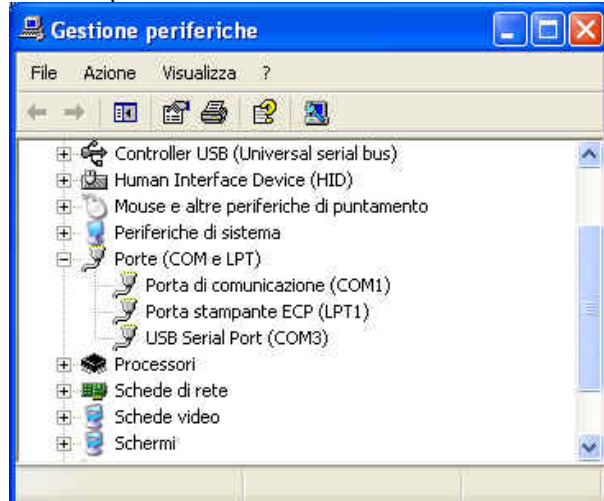 Gestione periferiche
File Azione Visualizza ?
Controller USB (Universal serial bus)
Human Interface Device (HID)
Mouse e altre periferiche di puntamento
Periferiche di sistema
Porte (COM e LPT)
Porta di comunicazione (COM1)
Porta stampante ECP (LPT1)
USB Serial Port (COM3)
Processori
Schede di rete
Schede video
Schermi